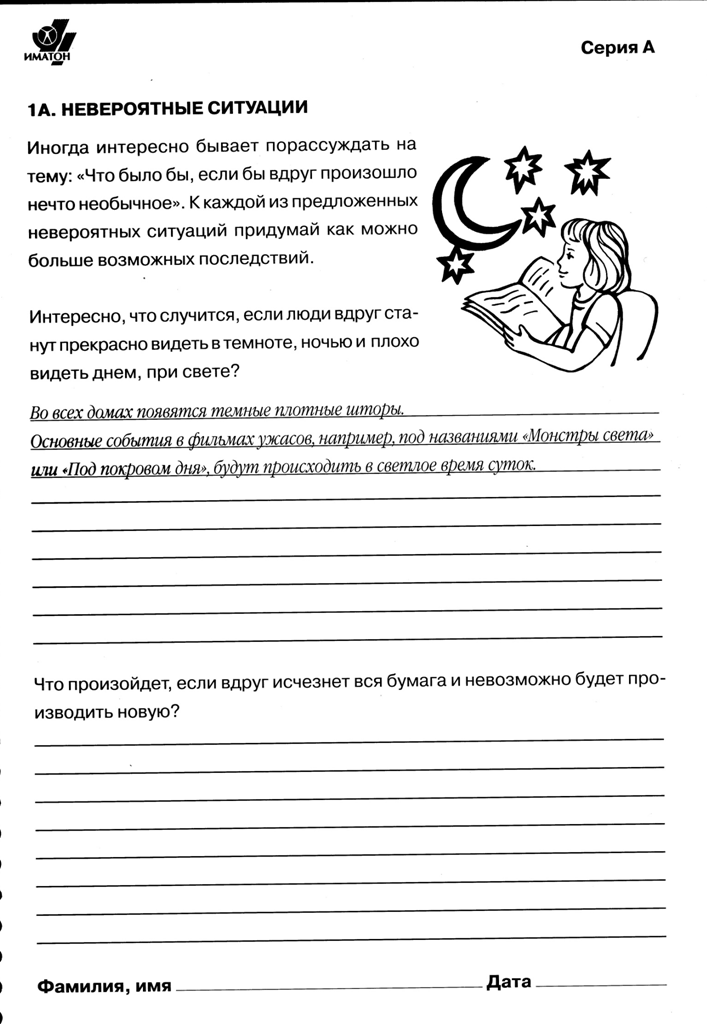 ИМАТОН
Серия А
1А. НЕВЕРОЯТНЫЕ СИТУАЦИИ
Иногда интересно бывает порассуждать на
тему: «Что было бы, если бы вдруг произошло
нечто необычное». К каждой из предложенных
невероятных ситуаций придумай как можно
больше возможных последствий.
Интересно, что случится, если люди вдруг ста-
нут прекрасно видеть в темноте, ночью и плохо
видеть днем, при свете?
Во всех домах появятся темные плотные шторы.
Основные события в фильмах ужасов, например, под названиями «Монстры света»
или «Под покровом дня», будут происходить в светлое время суток.
Что произойдет, если вдруг исчезнет вся бумага и невозможно будет про-
изводить новую?
Фамилия, имя Дата